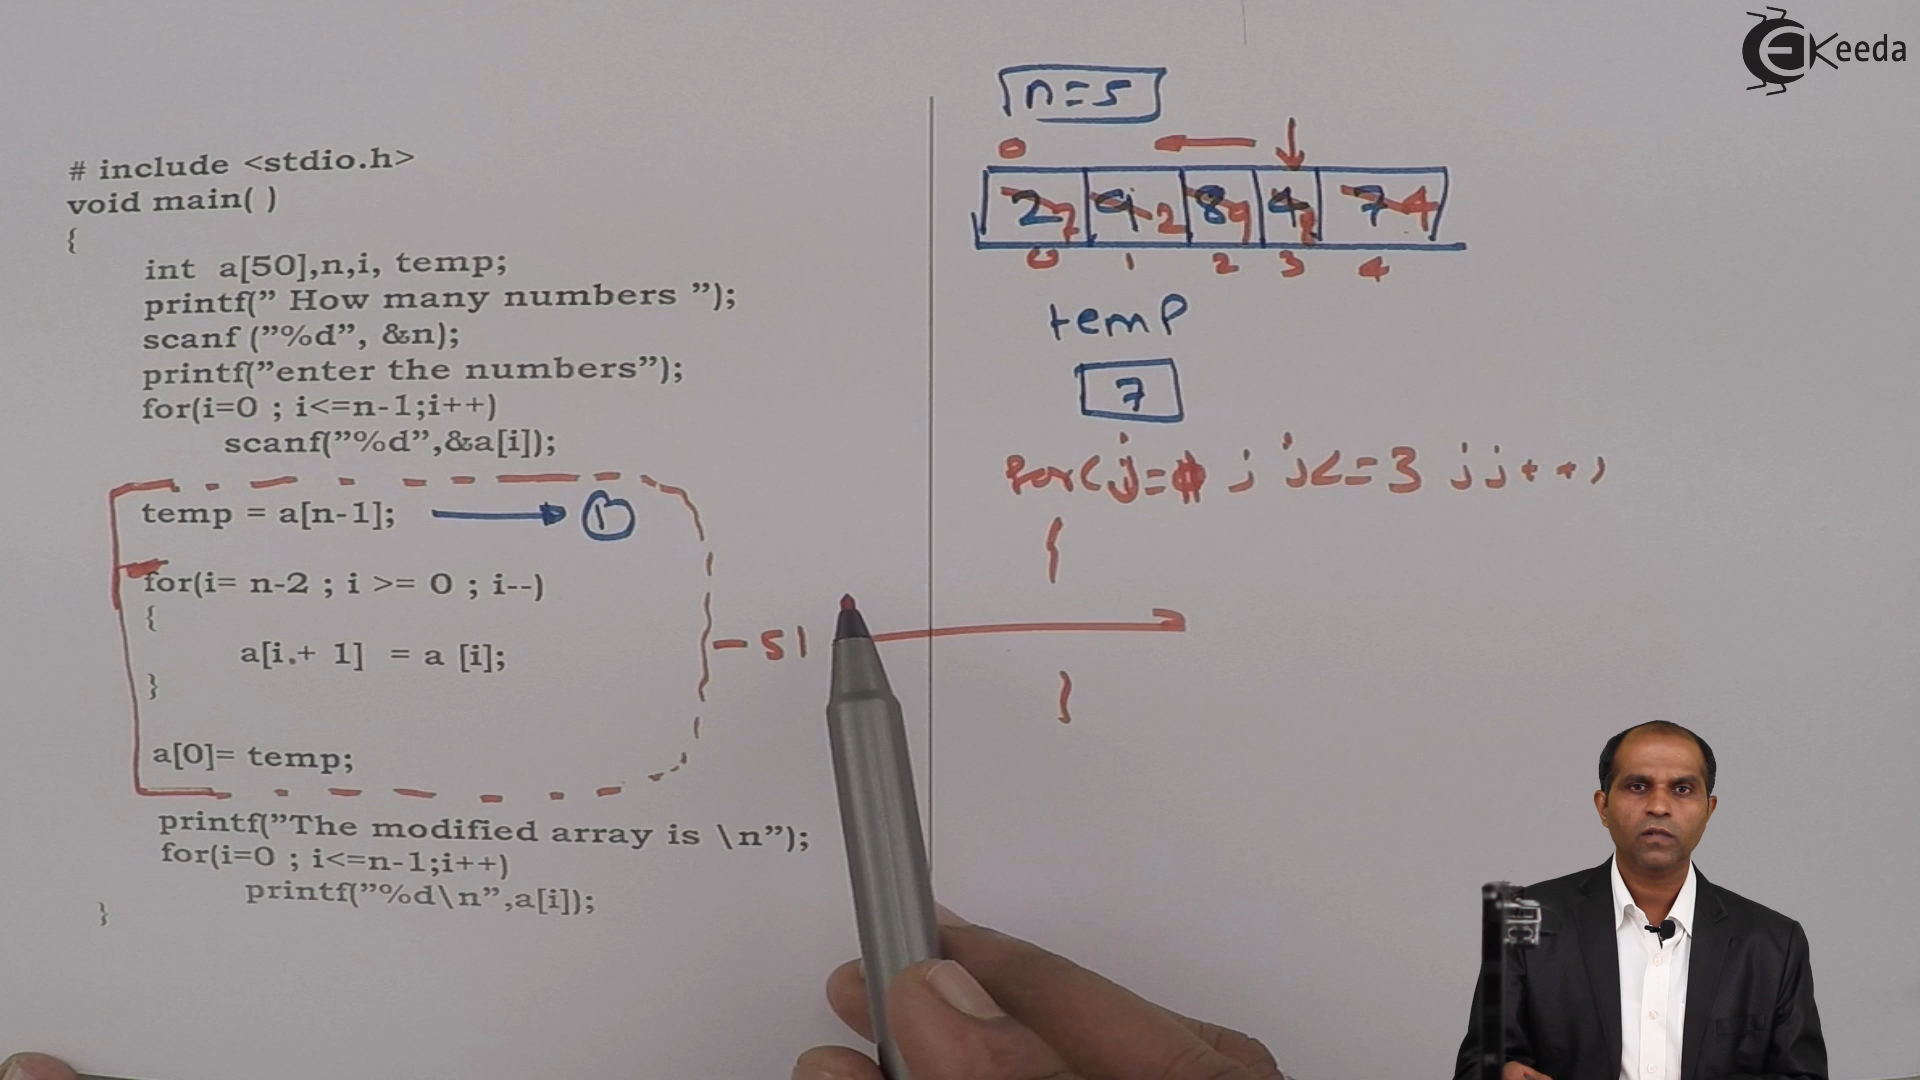 # include <stdio.h>
void main( )
{
int a[50],n,i, temp;
printf(” How many numbers ”);
scanf (”%d”, &n);
printf(”enter the numbers”);
for(i=0 ; i<=n-1;i++)
scanf(”%d”,&a[i]);
temp = a[n-1]; 1
for(i= n-2 ; i >= 0 ; i--)
{
a[i + 1] = a [i];
}
a[0]= temp;
printf(”The modified array is \n”);
for(i=0 ; i<=n-1;i++)
printf(”%d\n”,a[i]);
}
S1
n=5
0
2 7 9 2 8 9 4 7 4
0 1 2 3 4
temp
7
for(j= ; j<=3 ; j++)
{
}
Keeda